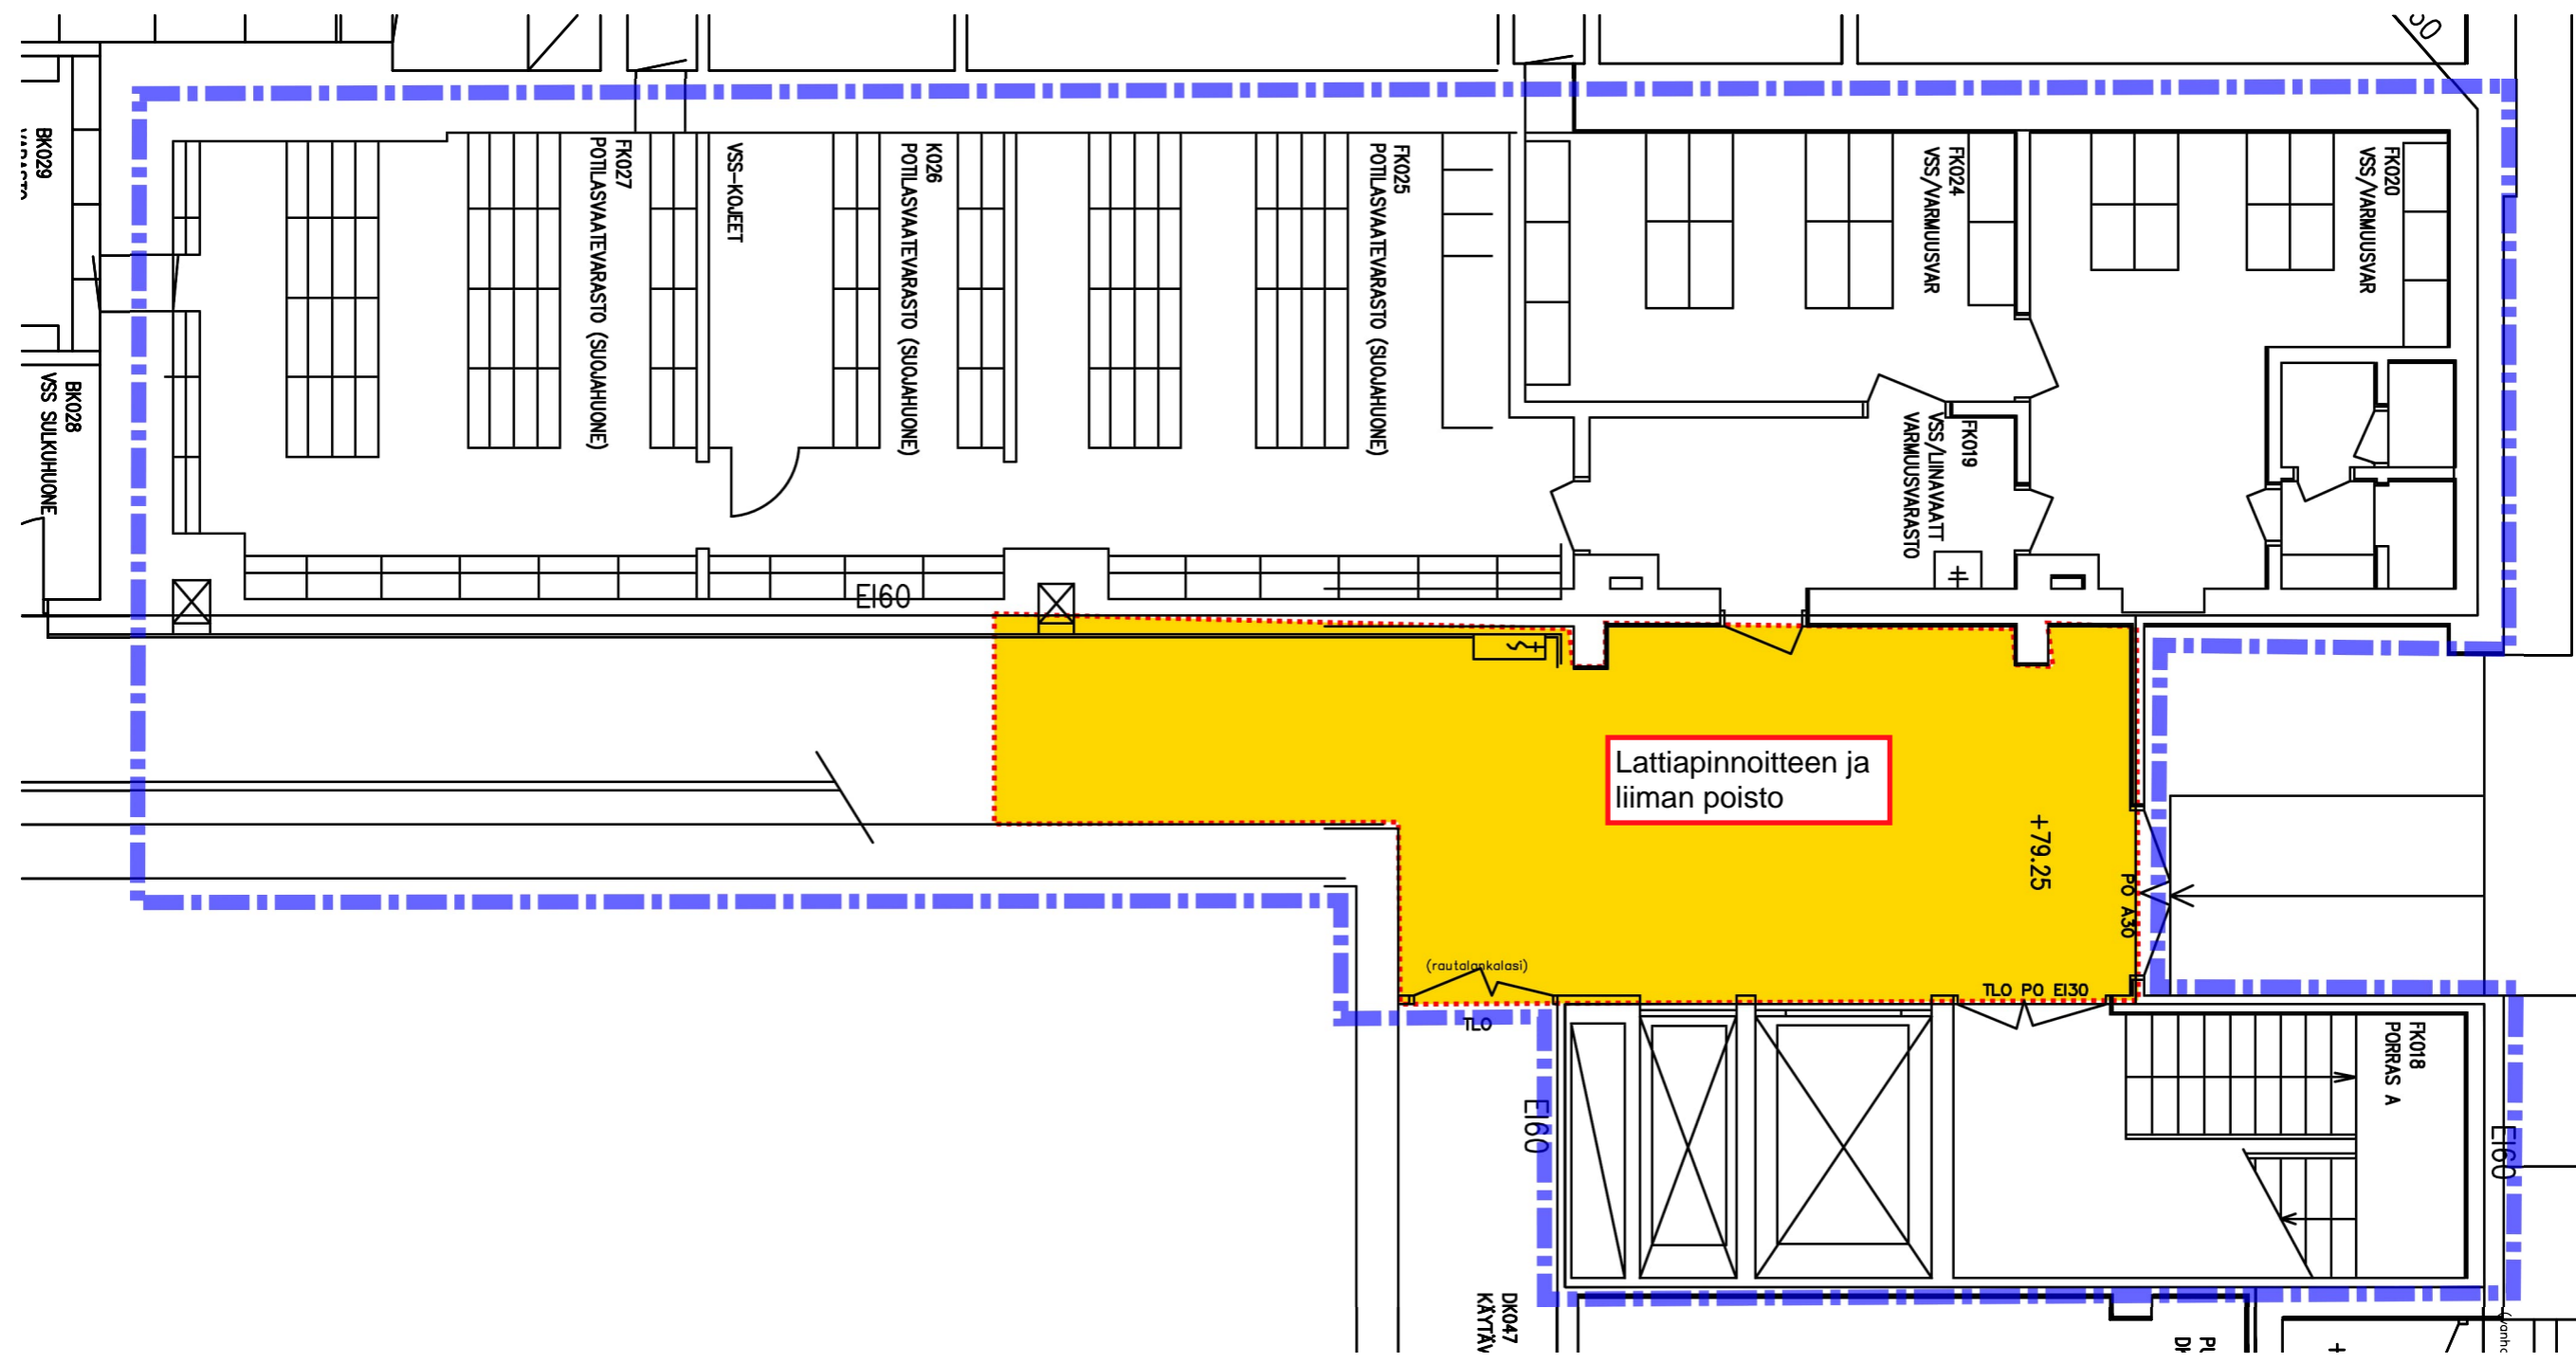 50
BK029
FK027
POTILASVAATEVARASTO (SUOJAHUONE)
VSS-KOJEET
K026
POTILASVAATEVARASTO (SUOJAHUONE)
FK025
POTILASVAATEVARASTO (SUOJAHUONE)
FK024
VSS/VARMUUSVAR
FK020
VSS/VARMUUSVAR
BK028
VSS SULKUHUONE
FK019
VSS/LIINAVAATT
VARMUUSVARASTO
EI60
Lattiapinnoitteen ja
liiman poisto
+79.25
PO A30
(rautalankalasi)
TLO PO EI30
TLO
FK018
PORRAS A
EI60
EI60
DK047
KÄYTÄV